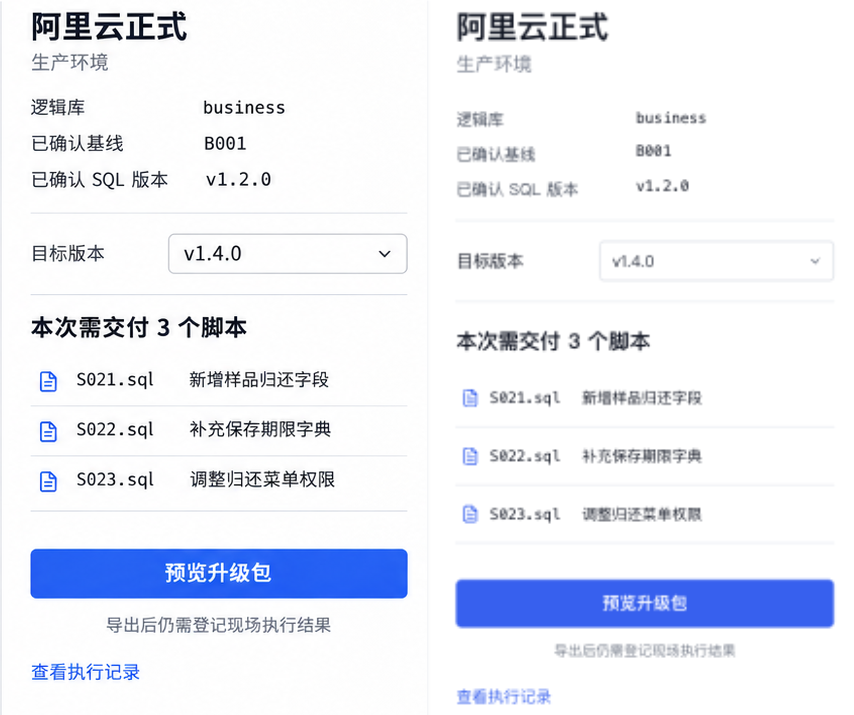 阿里云正式
生产环境
逻辑库 business
已确认基线 B001
已确认 SQL 版本 v1.2.0
目标版本 v1.4.0
本次需交付 3 个脚本
S021.sql 新增样品归还字段
S022.sql 补充保存期限字典
S023.sql 调整归还菜单权限
预览升级包
导出后仍需登记现场执行结果
查看执行记录
阿里云正式
生产环境
逻辑库 business
已确认基线 B001
已确认 SQL 版本 v1.2.0
目标版本 v1.4.0
本次需交付 3 个脚本
S021.sql 新增样品归还字段
S022.sql 补充保存期限字典
S023.sql 调整归还菜单权限
预览升级包
导出后仍需登记现场执行结果
查看执行记录